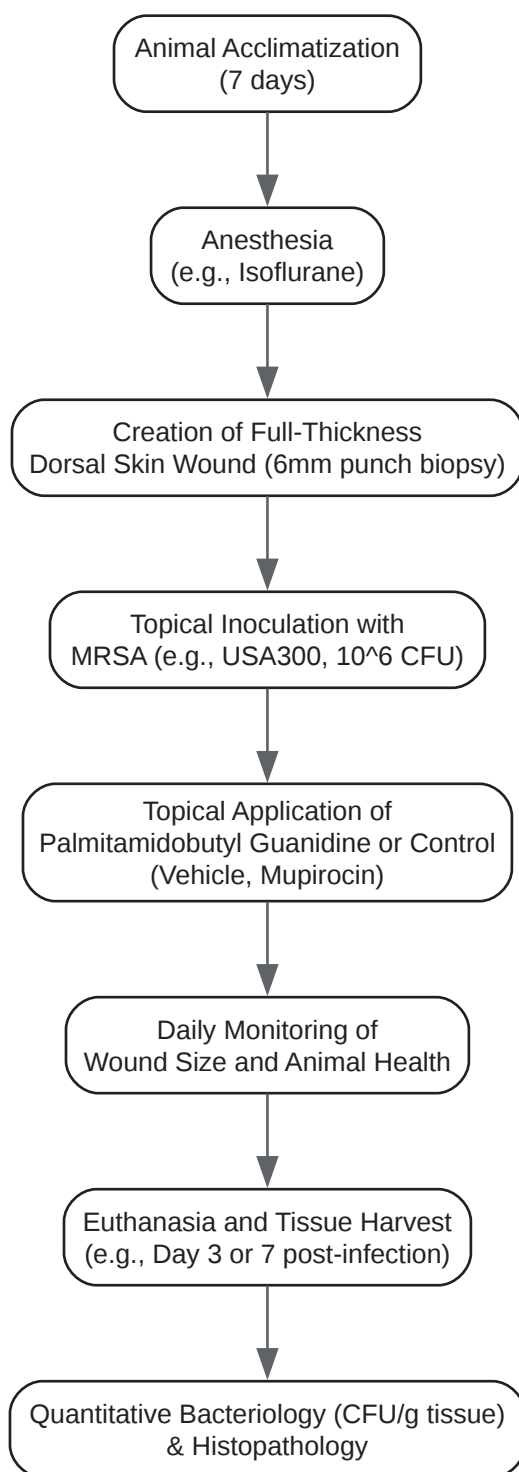 Animal Acclimatization
(7 days)
Anesthesia
(e.g., Isoflurane)
Creation of Full-Thickness
Dorsal Skin Wound (6mm punch biopsy)
Topical Inoculation with
MRSA (e.g., USA300, 10^6 CFU)
Topical Application of
Palmitamidobutyl Guanidine or Control
(Vehicle, Mupirocin)
Daily Monitoring of
Wound Size and Animal Health
Euthanasia and Tissue Harvest
(e.g., Day 3 or 7 post-infection)
Quantitative Bacteriology (CFU/g tissue)
& Histopathology